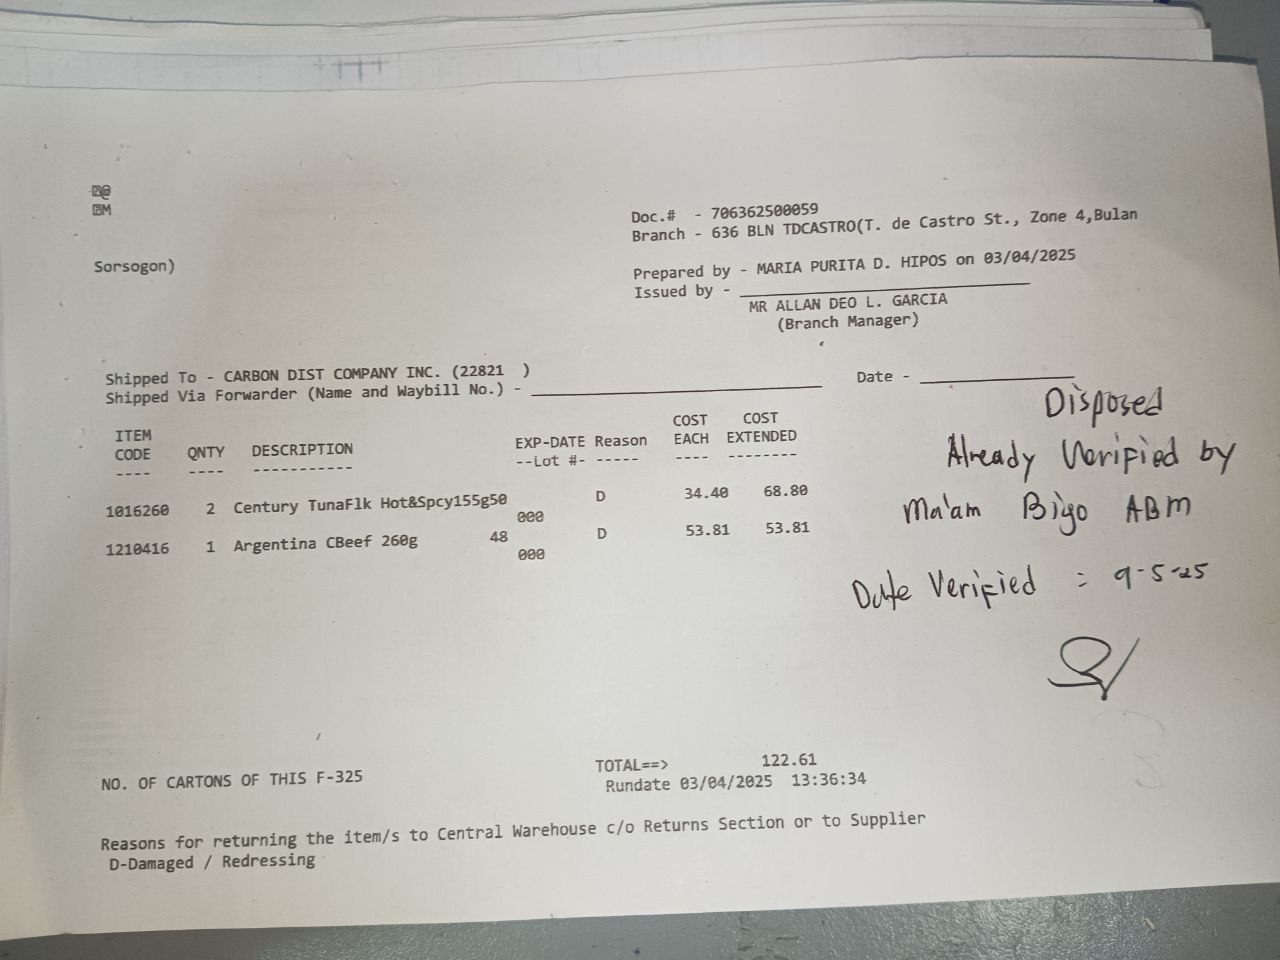 @
M
Doc.# - 706362500059
Branch - 636 BLN TDCASTRO(T. de Castro St., Zone 4,Bulan
Sorsogon)
Prepared by - MARIA PURITA D. HIPOS on 03/04/2025
Issued by - ____________________
MR ALLAN DEO L. GARCIA
(Branch Manager)
Shipped To - CARBON DIST COMPANY INC. (22821 )
Shipped Via Forwarder (Name and Waybill No.) - ____________________ Date - ____________________
Disposed
Already Verified by
Ma'am Bigo ABM
Date Verified : 9-5-25
ITEM COST COST
CODE QNTY DESCRIPTION EXP-DATE Reason EACH EXTENDED
---- ---- ----------- --Lot #- ----- ---- --------
1016260 2 Century TunaFlk Hot&Spcy155g50 D 34.40 68.80
000
1210416 1 Argentina CBeef 260g 48 D 53.81 53.81
000
NO. OF CARTONS OF THIS F-325 TOTAL==> 122.61
Rundate 03/04/2025 13:36:34
Reasons for returning the item/s to Central Warehouse c/o Returns Section or to Supplier
D-Damaged / Redressing